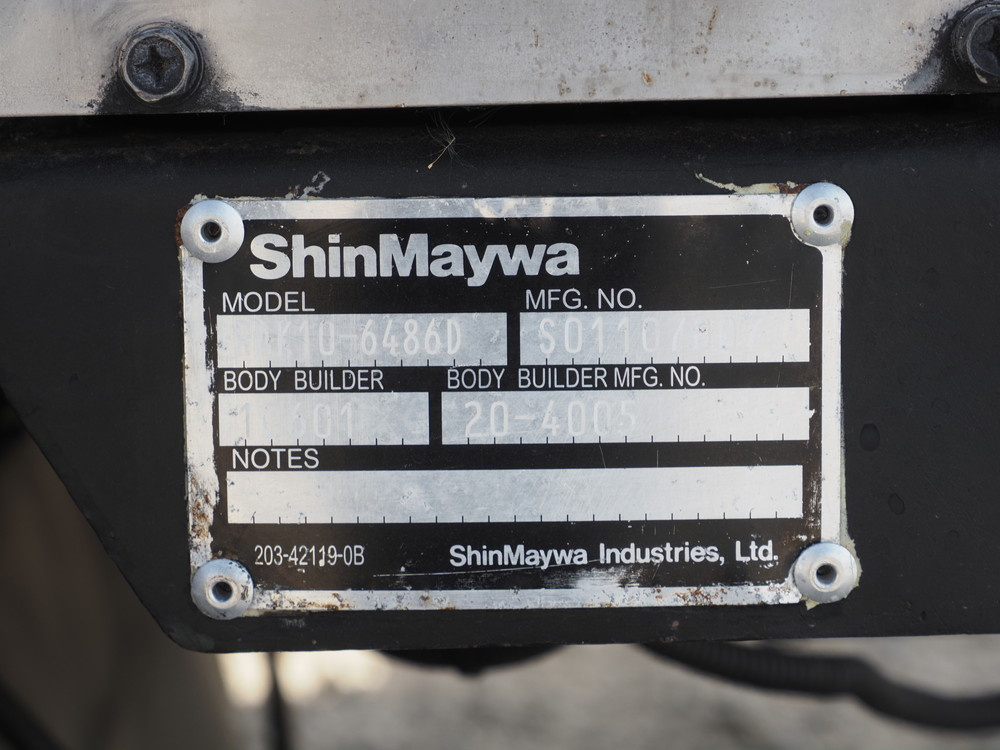 ShinMaywa
MODEL MFG. NO.
BODY BUILDER BODY BUILDER MFG. NO.
20-4005
NOTES
203-42119-0B ShinMaywa Industries, Ltd.